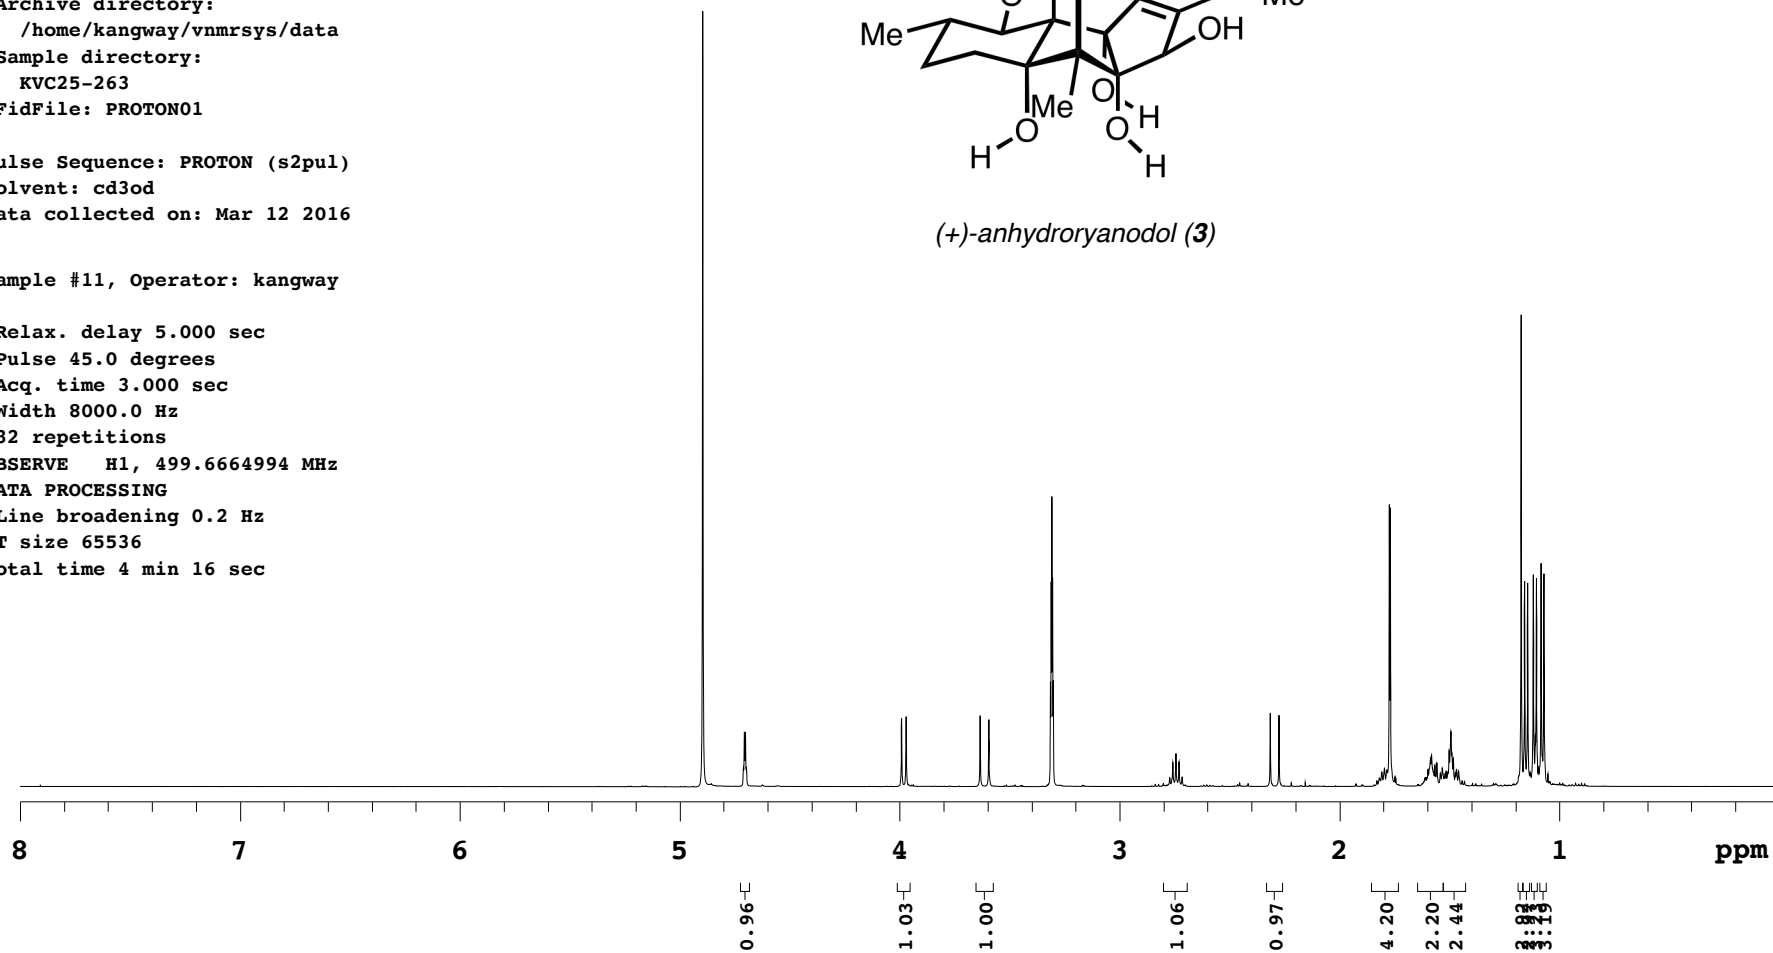 Archive directory:
/home/kangway/vnmrsys/data
Sample directory:
KVC25-263
FidFile: PROTON01
ulse Sequence: PROTON (s2pul)
olvent: cd3od
ata collected on: Mar 12 2016
ample #11, Operator: kangway
Relax. delay 5.000 sec
Pulse 45.0 degrees
Acq. time 3.000 sec
Width 8000.0 Hz
32 repetitions
BSERVE H1, 499.6664994 MHz
ATA PROCESSING
Line broadening 0.2 Hz
T size 65536
otal time 4 min 16 sec
Me
Me
OH
O
Me
O
H
O
O
H
H
(+)-anhydroryanodol (3)
8 7 6 5 4 3 2 1 ppm
0.96 1.03 1.00 1.06 0.97 4.20 2.20 2.44 3.19